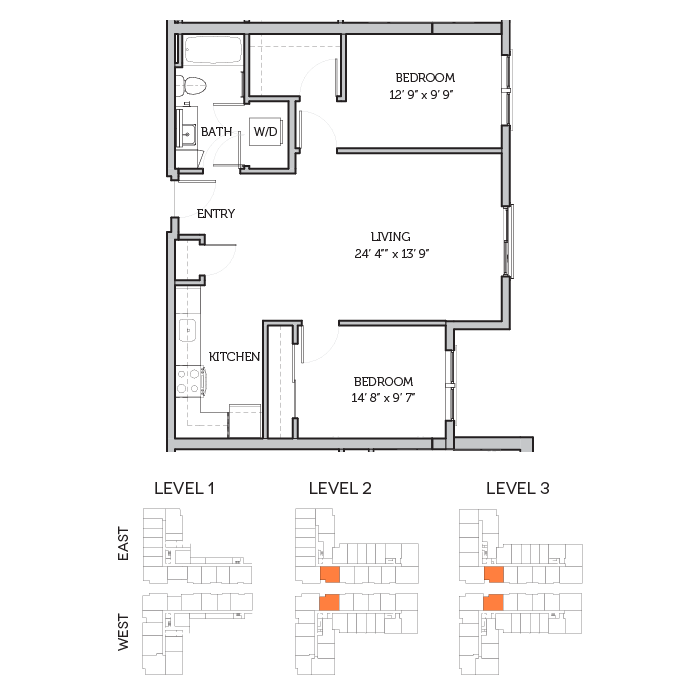 BEDROOM
12' 9" x 9' 9"
BATH
W/D
ENTRY
LIVING
24' 4"" x 13' 9"
KITCHEN
BEDROOM
14' 8" x 9' 7"
LEVEL 1
LEVEL 2
LEVEL 3
EAST
WEST